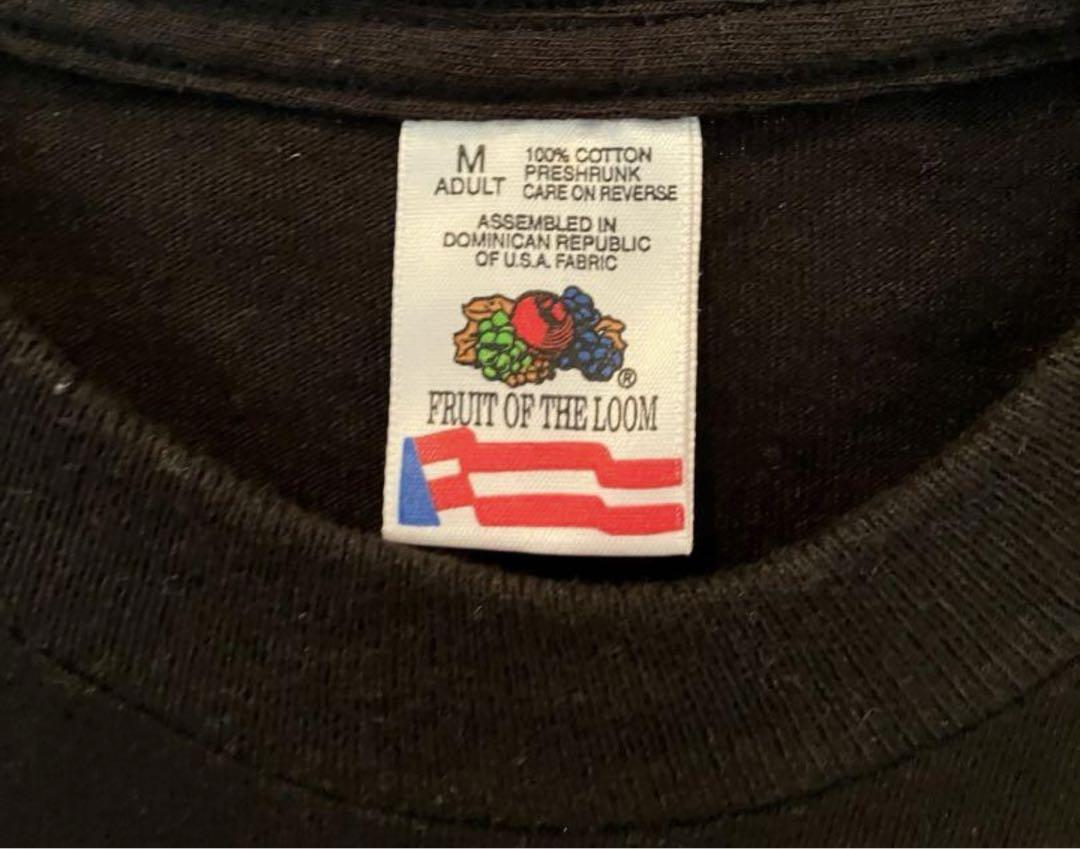 M
ADULT
100% COTTON
PRESHRUNK
CARE ON REVERSE
ASSEMBLED IN
DOMINICAN REPUBLIC
OF U.S.A. FABRIC
®
FRUIT OF THE LOOM